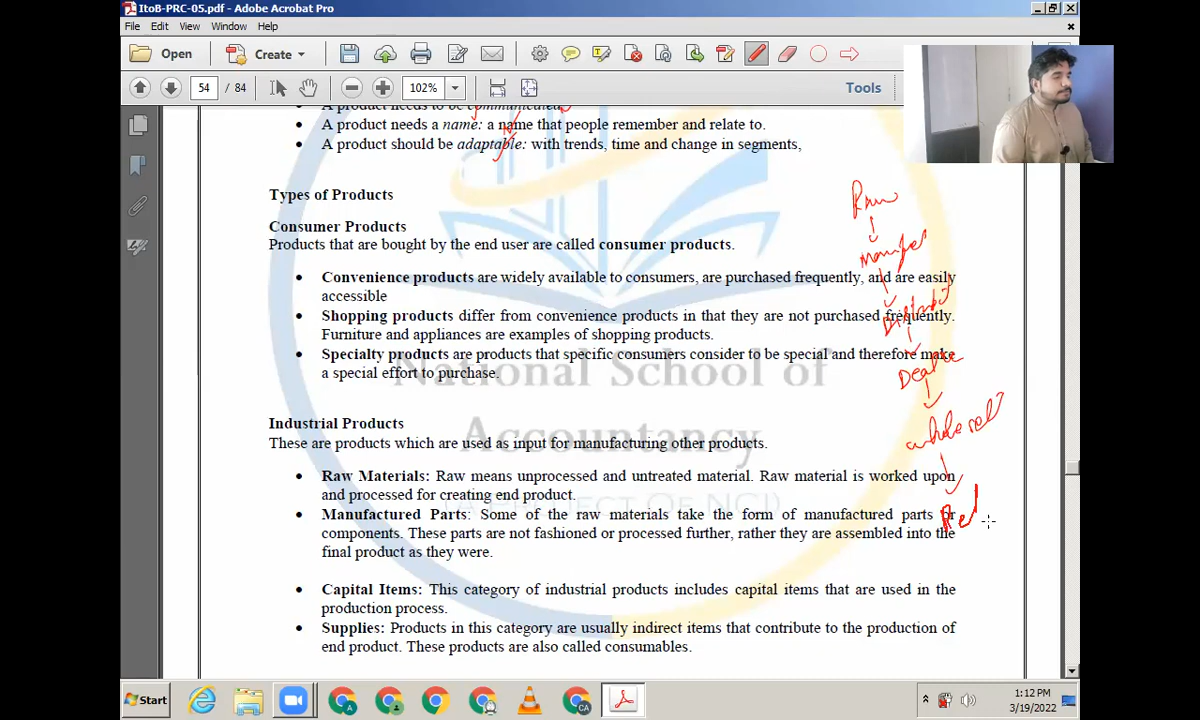 ItoB-PRC-05.pdf - Adobe Acrobat Pro
File Edit View Window Help
Open Create
54 / 84 102% Tools
• A product needs to be communicated
• A product needs a name: a name that people remember and relate to.
• A product should be adaptable: with trends, time and change in segments,
Types of Products
Consumer Products
Products that are bought by the end user are called consumer products.
• Convenience products are widely available to consumers, are purchased frequently, and are easily
accessible
• Shopping products differ from convenience products in that they are not purchased frequently.
Furniture and appliances are examples of shopping products.
• Specialty products are products that specific consumers consider to be special and therefore make
a special effort to purchase.
Industrial Products
These are products which are used as input for manufacturing other products.
• Raw Materials: Raw means unprocessed and untreated material. Raw material is worked upon
and processed for creating end product.
• Manufactured Parts: Some of the raw materials take the form of manufactured parts or
components. These parts are not fashioned or processed further, rather they are assembled into the
final product as they were.
• Capital Items: This category of industrial products includes capital items that are used in the
production process.
• Supplies: Products in this category are usually indirect items that contribute to the production of
end product. These products are also called consumables.
National School of
Accountancy
(A PROJECT OF NCI)
Raw
Ret
Start
1:12 PM
3/19/2022